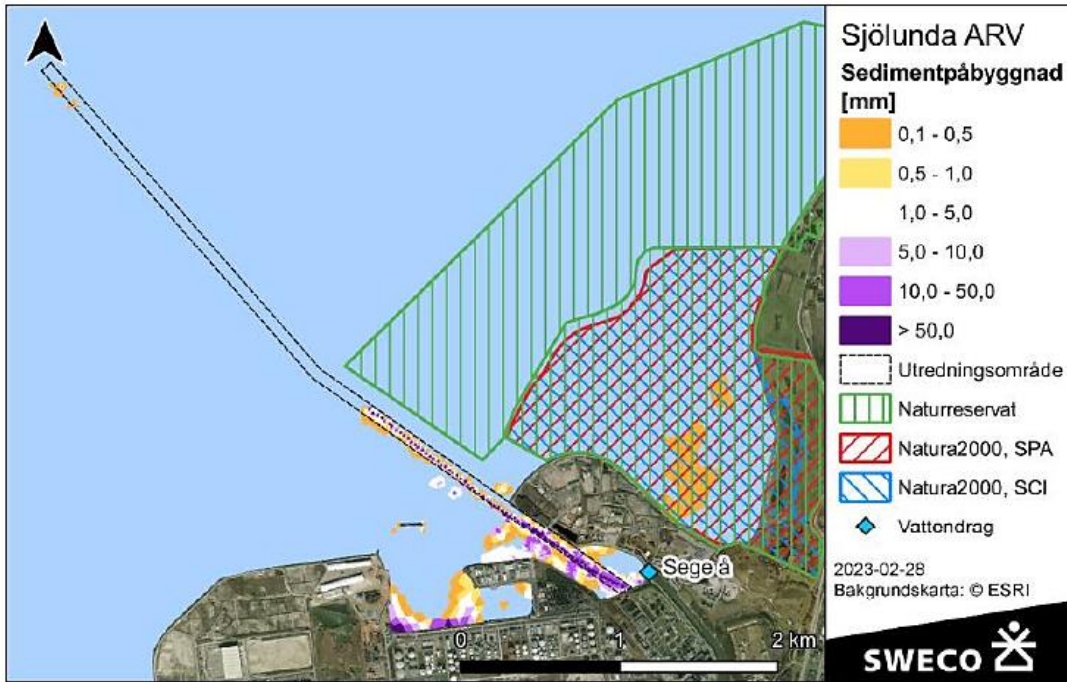 Sjölunda ARV
Sedimentpåbyggnad
[mm]
0,1 - 0,5
0,5 - 1,0
1,0 - 5,0
5,0 - 10,0
10,0 - 50,0
> 50,0
Utredningsområde
Naturreservat
Natura2000, SPA
Natura2000, SCI
Vattendrag
2023-02-28
Bakgrundskarta: © ESRI
SWECO
Sege å
0 1 2 km